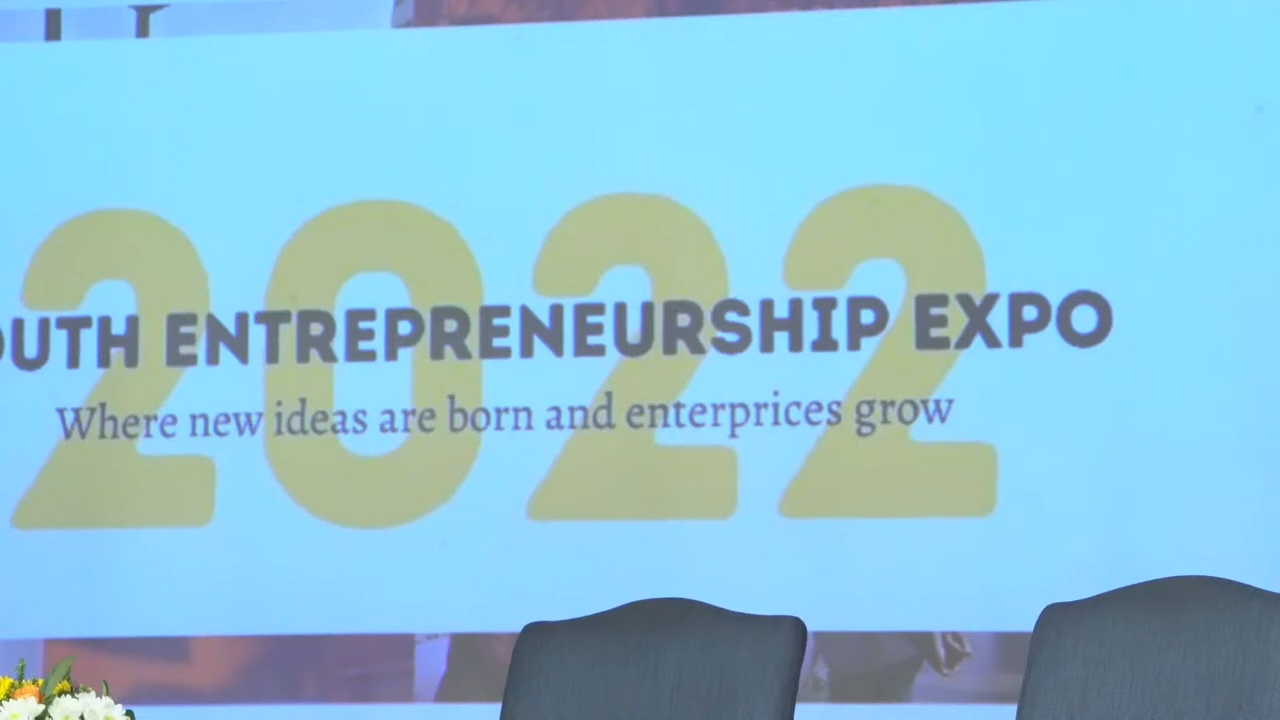 2022
OUTH ENTREPRENEURSHIP EXPO
Where new ideas are born and enterprices grow